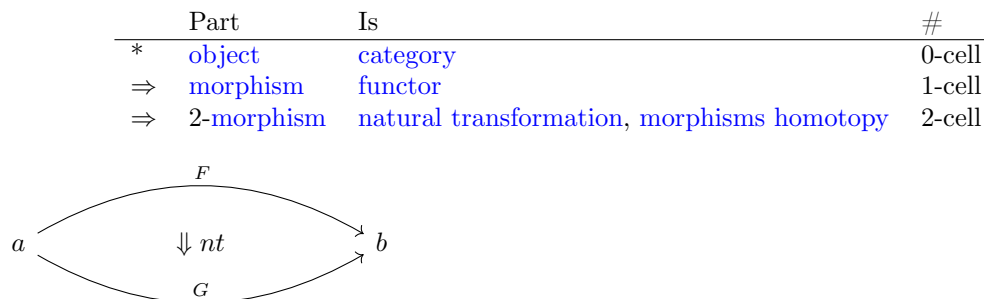 Part Is #
* object category 0-cell
⇒ morphism functor 1-cell
⇒ 2-morphism natural transformation, morphisms homotopy 2-cell
F
a ⇓ nt b
G